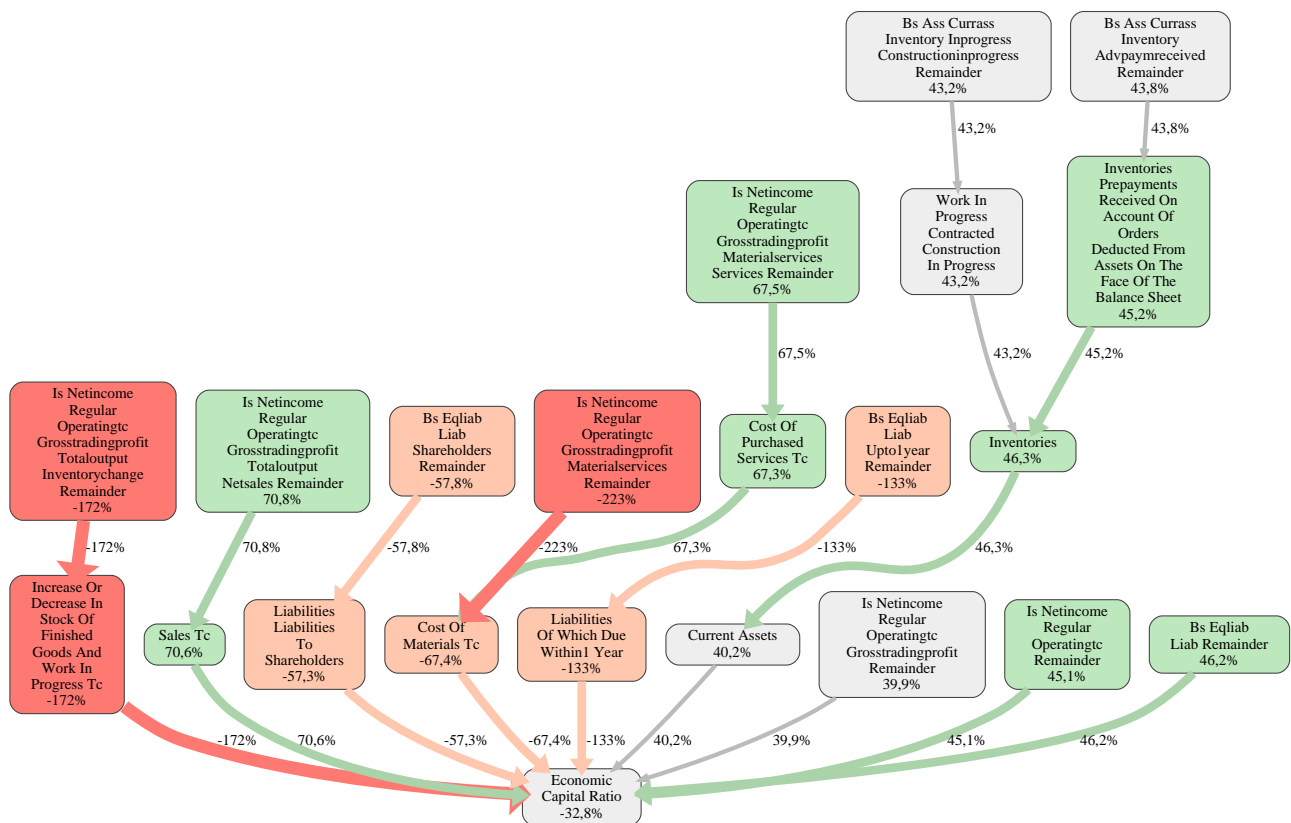 Bs Ass Currass
Inventory Inprogress
Constructioninprogress
Remainder
43,2%
Bs Ass Currass
Inventory
Advpaymreceived
Remainder
43,8%
43,2%
43,8%
Is Netincome
Regular
Operatingtc
Grosstradingprofit
Materialservices
Services Remainder
67,5%
Work In
Progress
Contracted
Construction
In Progress
43,2%
Inventories
Prepayments
Received On
Account Of
Orders
Deducted From
Assets On The
Face Of The
Balance Sheet
45,2%
67,5%
43,2%
45,2%
Is Netincome
Regular
Operatingtc
Grosstradingprofit
Totaloutput
Inventorychange
Remainder
-172%
Is Netincome
Regular
Operatingtc
Grosstradingprofit
Totaloutput
Netsales Remainder
70,8%
Bs Eqliab
Liab
Shareholders
Remainder
-57,8%
Is Netincome
Regular
Operatingtc
Grosstradingprofit
Materialservices
Remainder
-223%
Cost Of
Purchased
Services Tc
67,3%
Bs Eqliab
Liab
Upto1year
Remainder
-133%
Inventories
46,3%
-172%
70,8%
-57,8%
-223%
67,3%
-133%
46,3%
Increase Or
Decrease In
Stock Of
Finished
Goods And
Work In
Progress Tc
-172%
Sales Tc
70,6%
Liabilities
Liabilities
To
Shareholders
-57,3%
Cost Of
Materials Tc
-67,4%
Liabilities
Of Which Due
Within1 Year
-133%
Current Assets
40,2%
Is Netincome
Regular
Operatingtc
Grosstradingprofit
Remainder
39,9%
Is Netincome
Regular
Operatingtc
Remainder
45,1%
Bs Eqliab
Liab Remainder
46,2%
-172%
70,6%
-57,3%
-67,4%
-133%
40,2%
39,9%
45,1%
46,2%
Economic
Capital Ratio
-32,8%